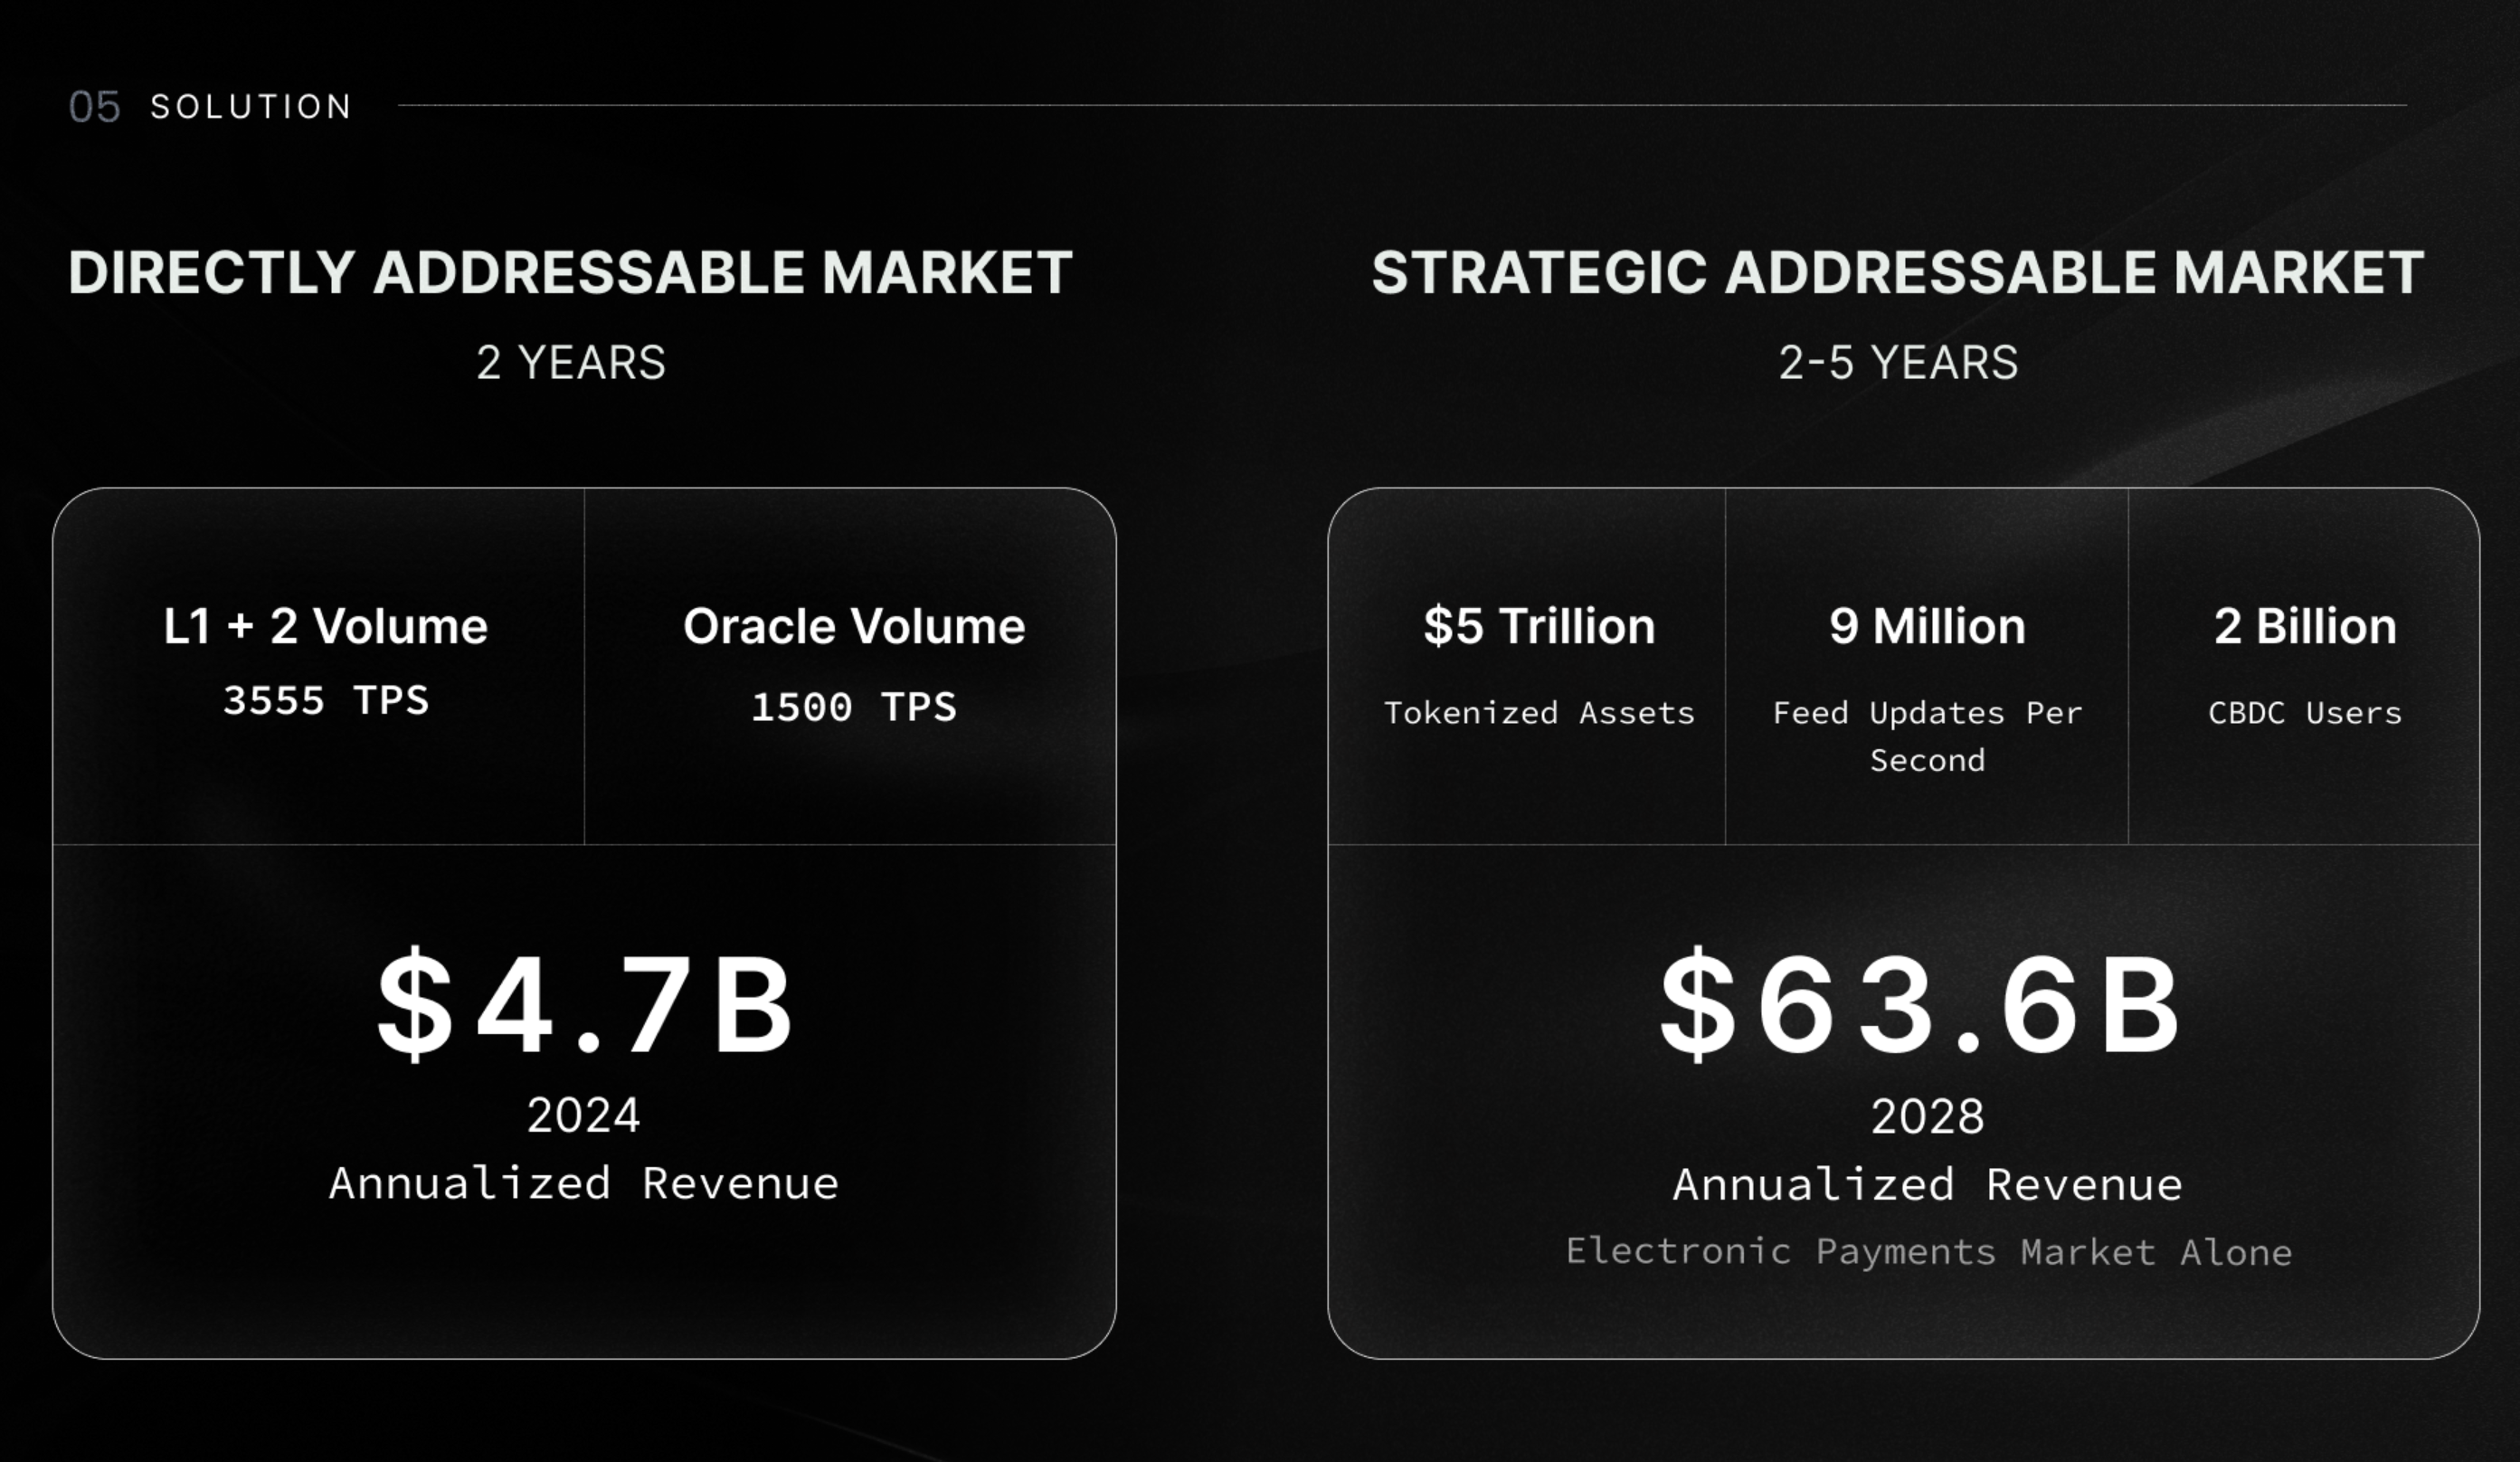 05 SOLUTION
DIRECTLY ADDRESSABLE MARKET
2 YEARS
L1 + 2 Volume
3555 TPS
Oracle Volume
1500 TPS
$4.7B
2024
Annualized Revenue
STRATEGIC ADDRESSABLE MARKET
2-5 YEARS
$5 Trillion
Tokenized Assets
9 Million
Feed Updates Per
Second
2 Billion
CBDC Users
$63.6B
2028
Annualized Revenue
Electronic Payments Market Alone